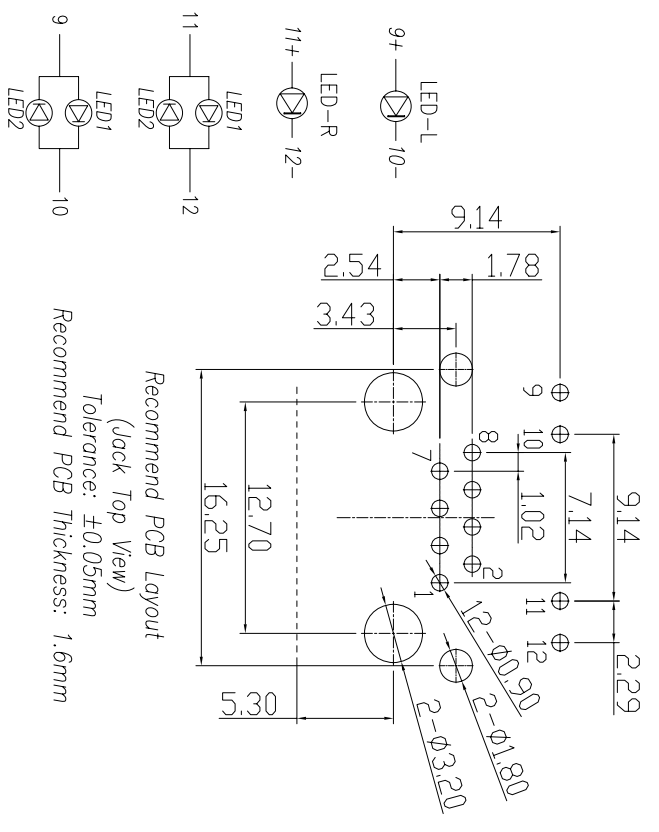 9
10
LED1
LED2
11
12
LED1
LED2
11+
12-
LED-R
9+
10-
LED-L
9.14
2.54
1.78
3.43
9
10
8
7
2
1
11
12
1.02
7.14
9.14
2.29
12-Ø0.90
2-Ø1.80
2-Ø3.20
12.70
16.25
5.30
Recommend PCB Layout
(Jack Top View)
Tolerance: ±0.05mm
Recommend PCB Thickness: 1.6mm